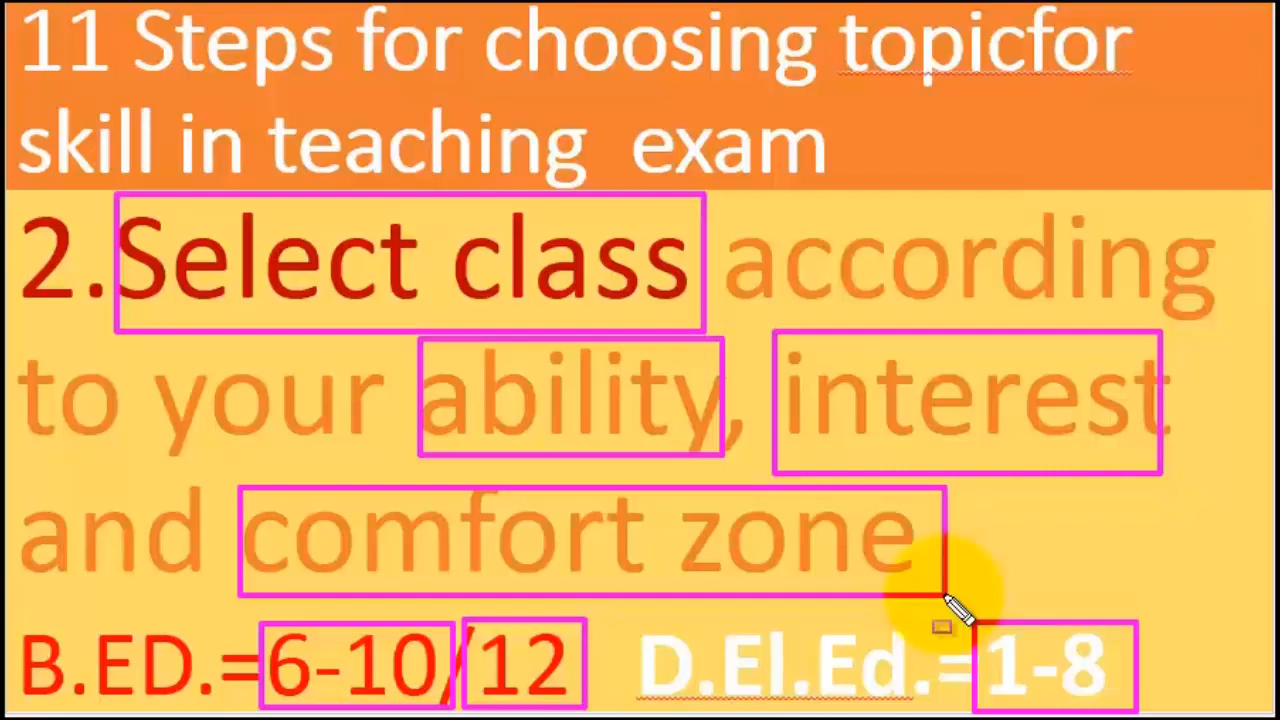 11 Steps for choosing topicfor
skill in teaching exam
2.Select class according
to your ability, interest
and comfort zone
B.ED.=6-10/12 D.El.Ed.=1-8